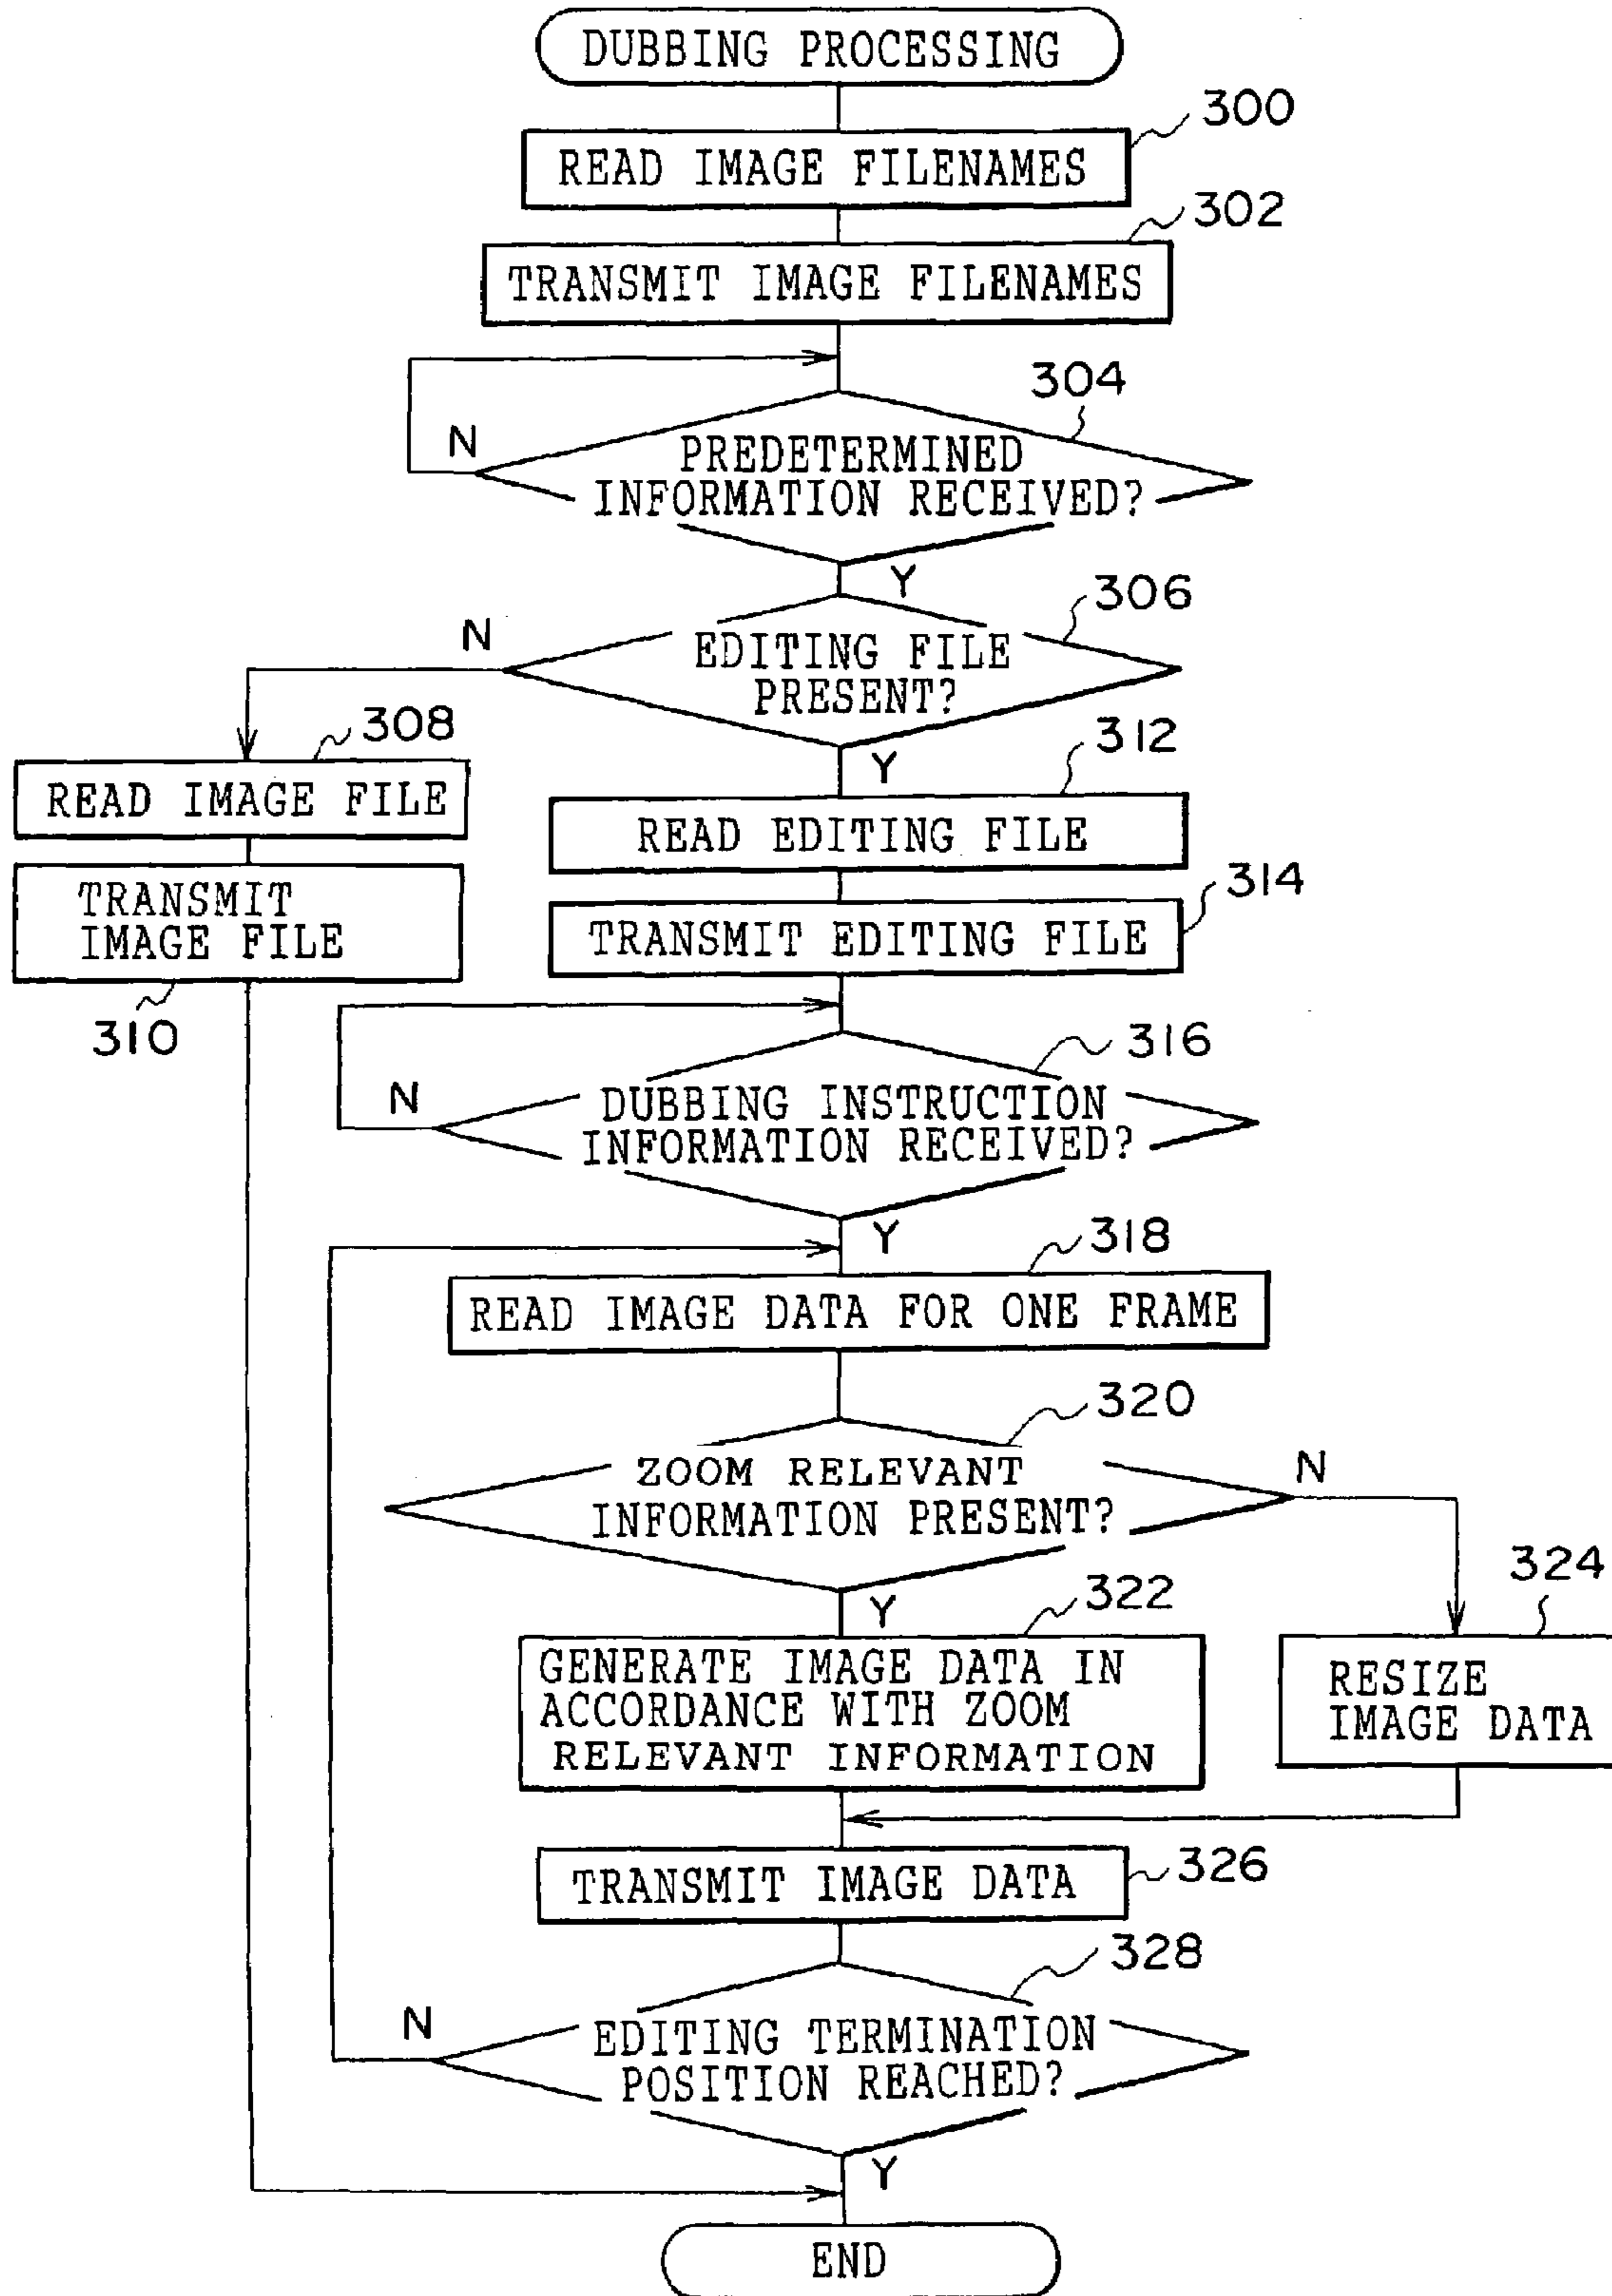 DUBBING PROCESSING
300
READ IMAGE FILENAMES
302
TRANSMIT IMAGE FILENAMES
304
N
PREDETERMINED
INFORMATION RECEIVED?
Y
306
N
EDITING FILE
PRESENT?
308
READ IMAGE FILE
TRANSMIT
IMAGE FILE
310
Y
312
READ EDITING FILE
314
TRANSMIT EDITING FILE
316
N
DUBBING INSTRUCTION
INFORMATION RECEIVED?
Y
318
READ IMAGE DATA FOR ONE FRAME
320
ZOOM RELEVANT
INFORMATION PRESENT?
N
324
RESIZE
IMAGE DATA
Y
322
GENERATE IMAGE DATA IN
ACCORDANCE WITH ZOOM
RELEVANT INFORMATION
TRANSMIT IMAGE DATA
326
328
N
EDITING TERMINATION
POSITION REACHED?
Y
END